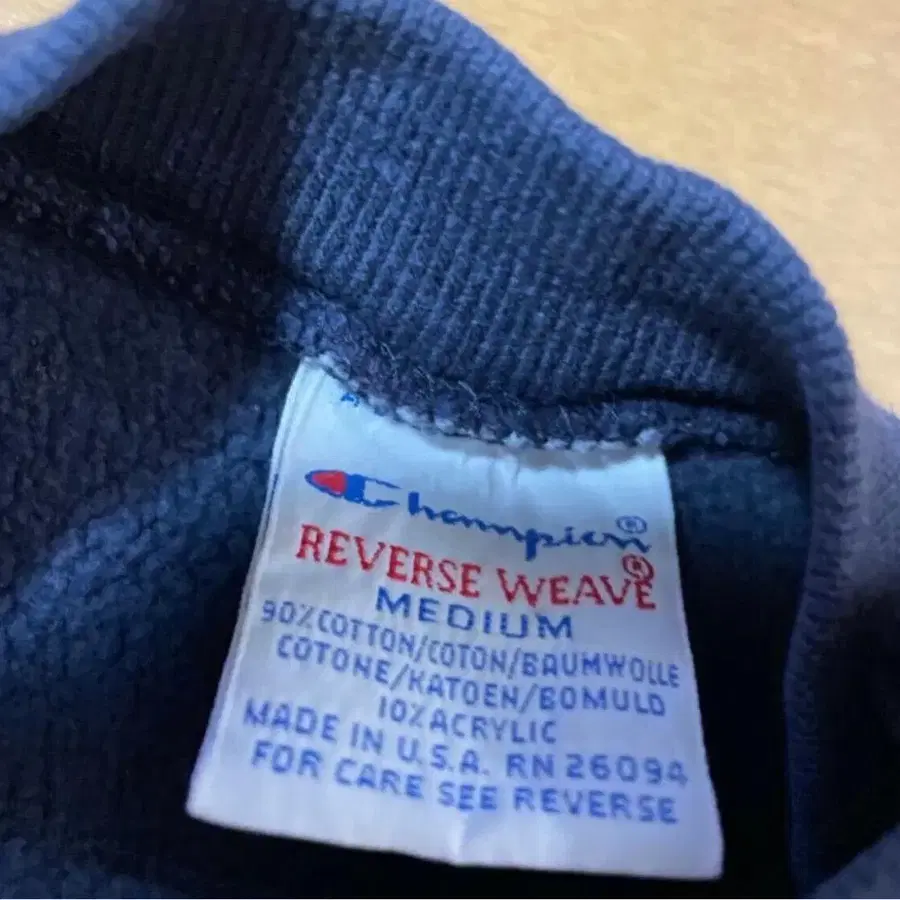 Champion®
REVERSE WEAVE®
MEDIUM
90% COTTON/COTON/BAUMWOLLE
COTONE/KATOEN/BOMULD
10% ACRYLIC
MADE IN U.S.A. RN 26094
FOR CARE SEE REVERSE